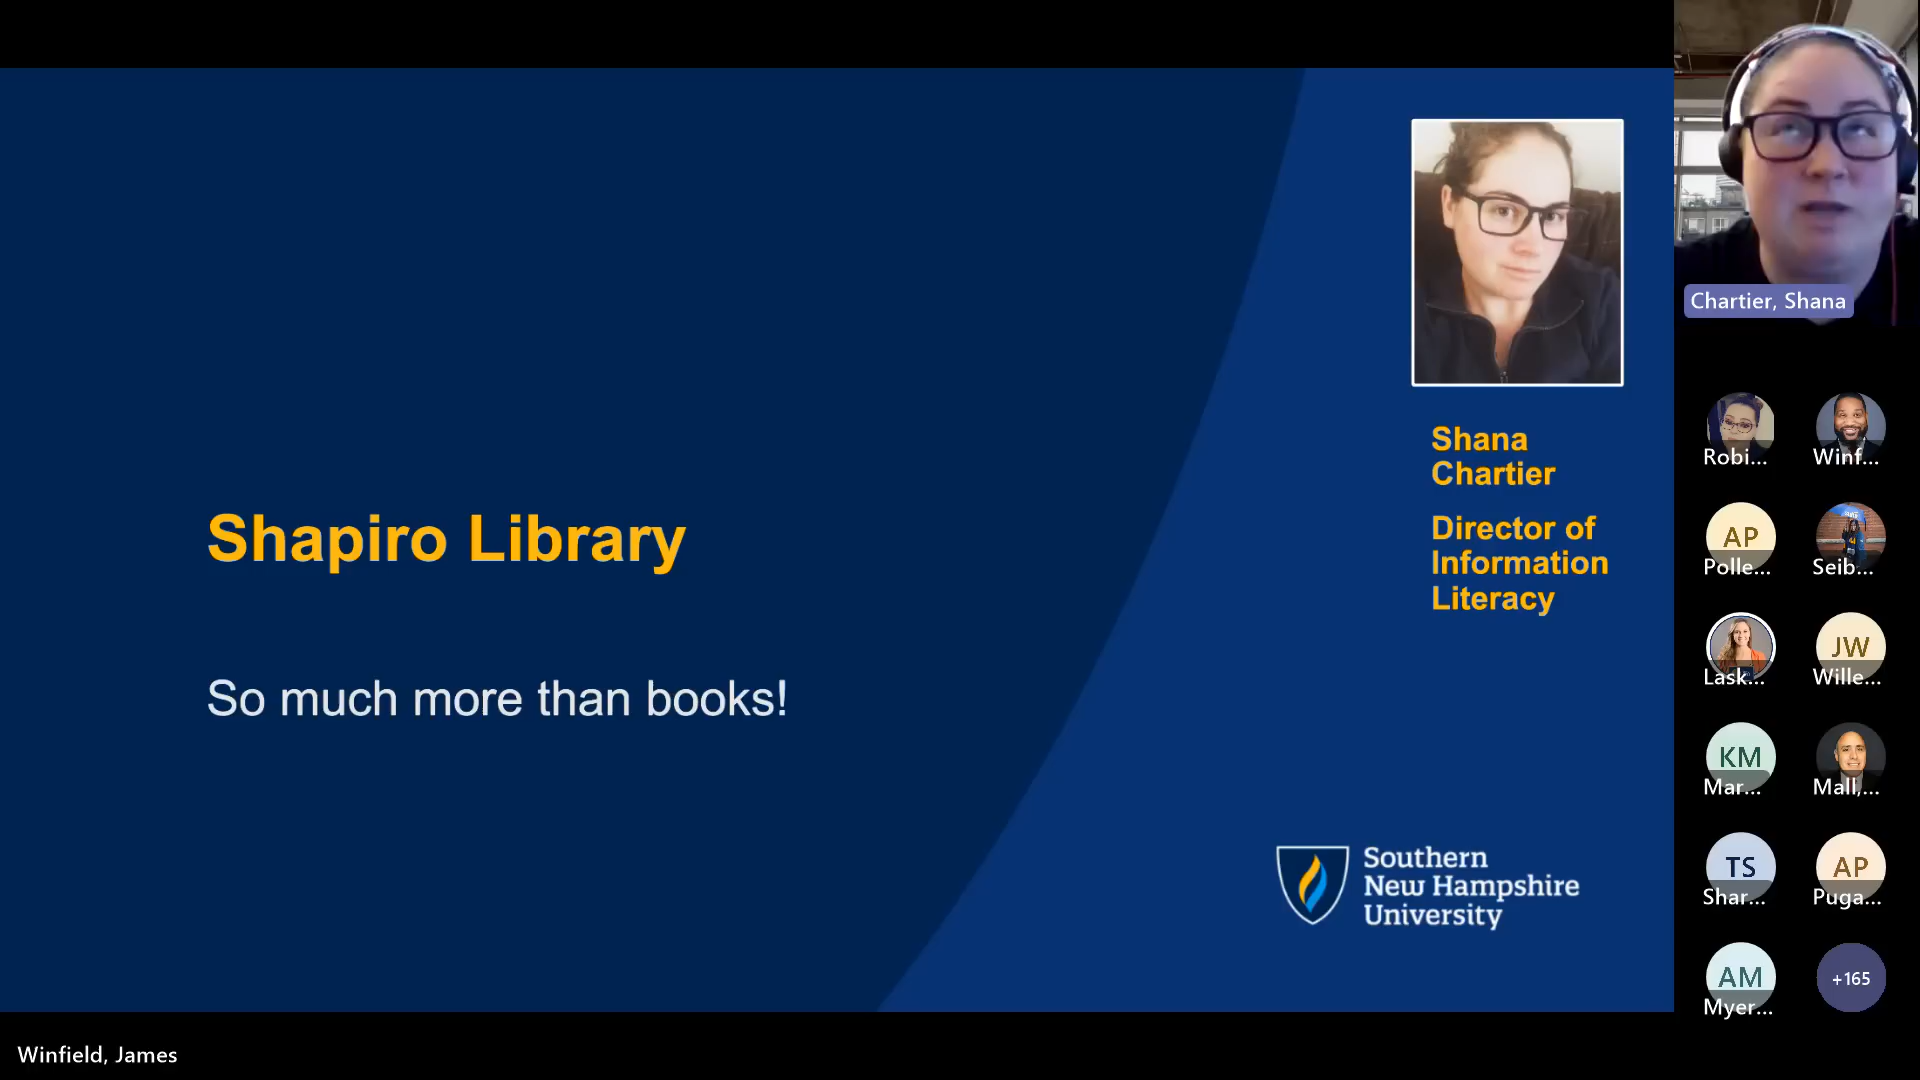 Shapiro Library
So much more than books!
Shana
Chartier
Director of
Information
Literacy
Southern
New Hampshire
University
Chartier, Shana
Robi...
Winf...
AP
Polle...
Seib...
Lask...
JW
Wille...
KM
Mar...
Mall,...
TS
Shar...
AP
Puga...
AM
Myer...
+165
Winfield, James